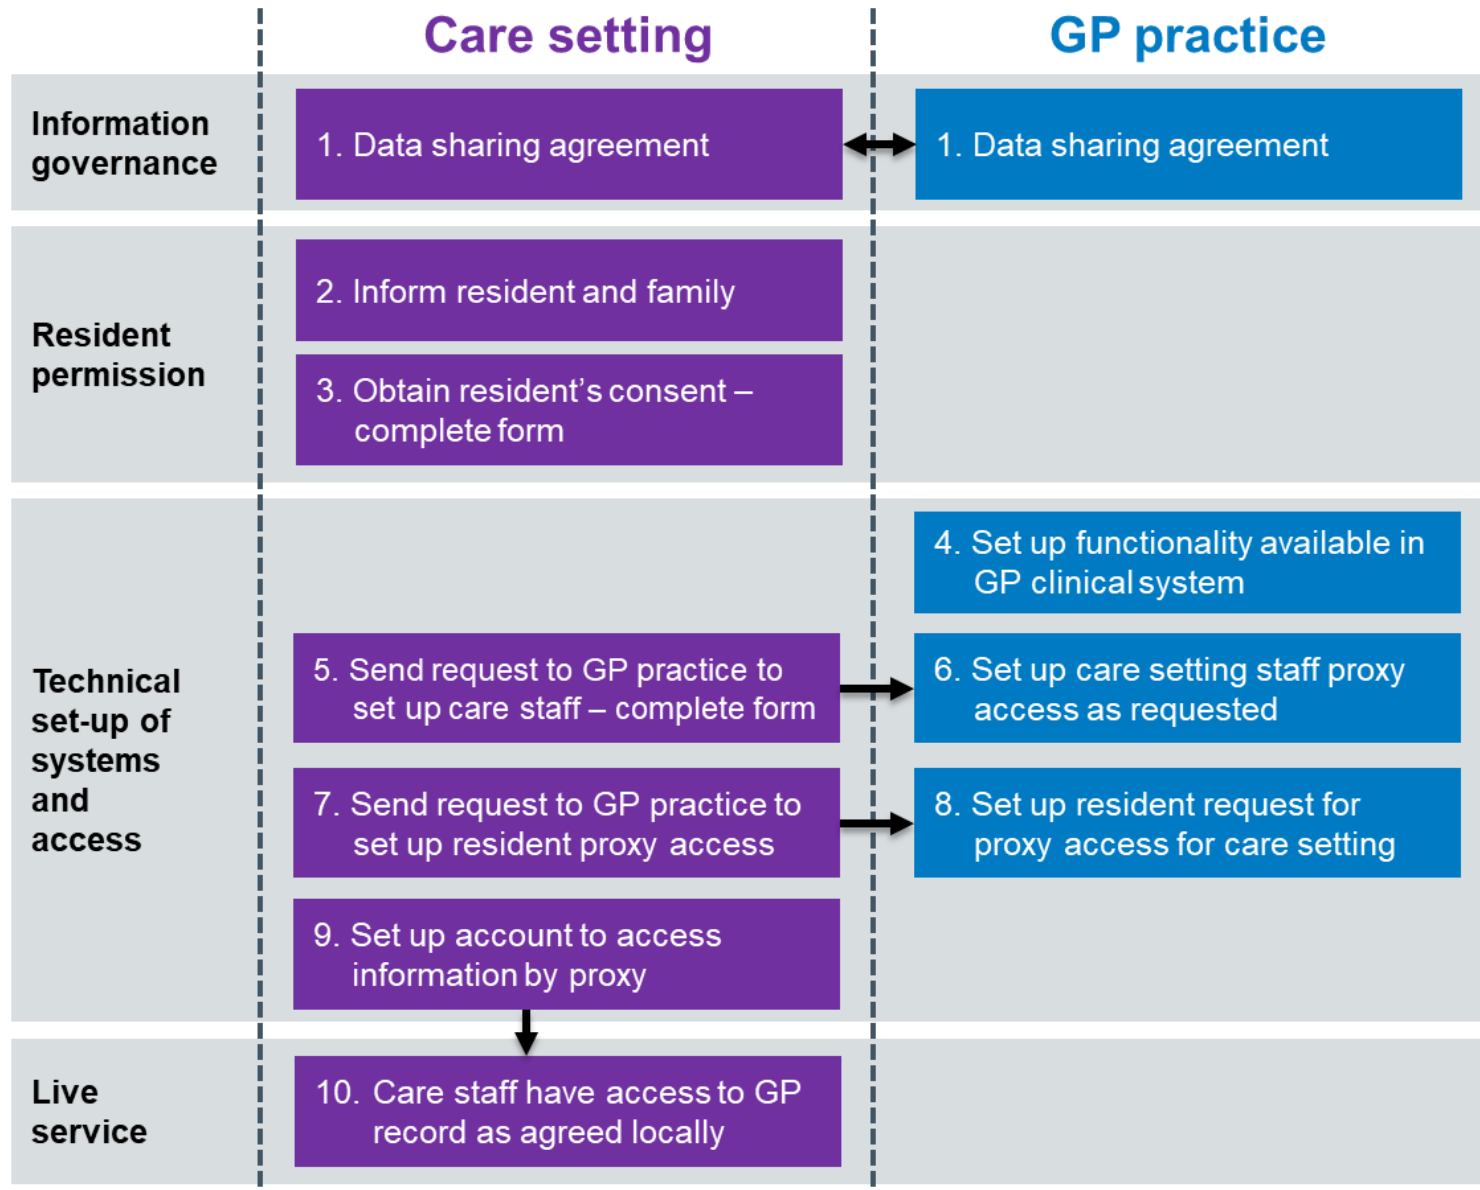 Care setting
GP practice
Information
governance
1. Data sharing agreement
1. Data sharing agreement
Resident
permission
2. Inform resident and family
3. Obtain resident’s consent –
complete form
Technical
set-up of
systems
and
access
4. Set up functionality available in
GP clinical system
5. Send request to GP practice to
set up care staff – complete form
6. Set up care setting staff proxy
access as requested
7. Send request to GP practice to
set up resident proxy access
8. Set up resident request for
proxy access for care setting
9. Set up account to access
information by proxy
Live
service
10. Care staff have access to GP
record as agreed locally